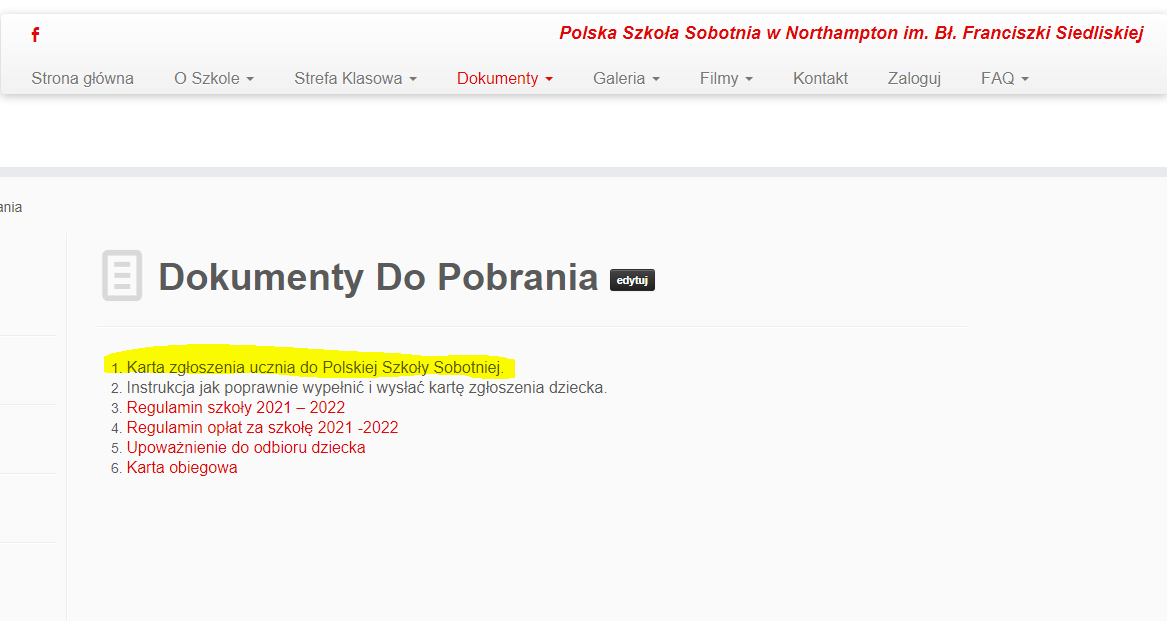 f
Polska Szkoła Sobotnia w Northampton im. Bł. Franciszki Siedliskiej
Strona główna O Szkole Strefa Klasowa Dokumenty Galeria Filmy Kontakt Zaloguj FAQ
ania
Dokumenty Do Pobrania edytuj
1. Karta zgłoszenia ucznia do Polskiej Szkoły Sobotniej.
2. Instrukcja jak poprawnie wypełnić i wysłać kartę zgłoszenia dziecka.
3. Regulamin szkoły 2021 – 2022
4. Regulamin opłat za szkołę 2021 -2022
5. Upoważnienie do odbioru dziecka
6. Karta obiegowa